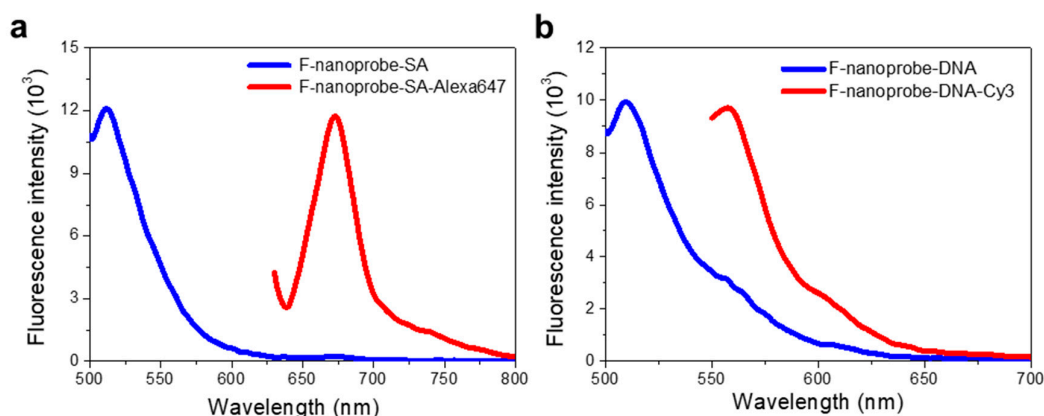 a
F-nanoprobe-SA
F-nanoprobe-SA-Alexa647
Fluorescence intensity (10³)
15
12
9
6
3
0
500 550 600 650 700 750 800
Wavelength (nm)
b
F-nanoprobe-DNA
F-nanoprobe-DNA-Cy3
Fluorescence intensity (10³)
12
10
8
6
4
2
0
500 550 600 650 700
Wavelength (nm)